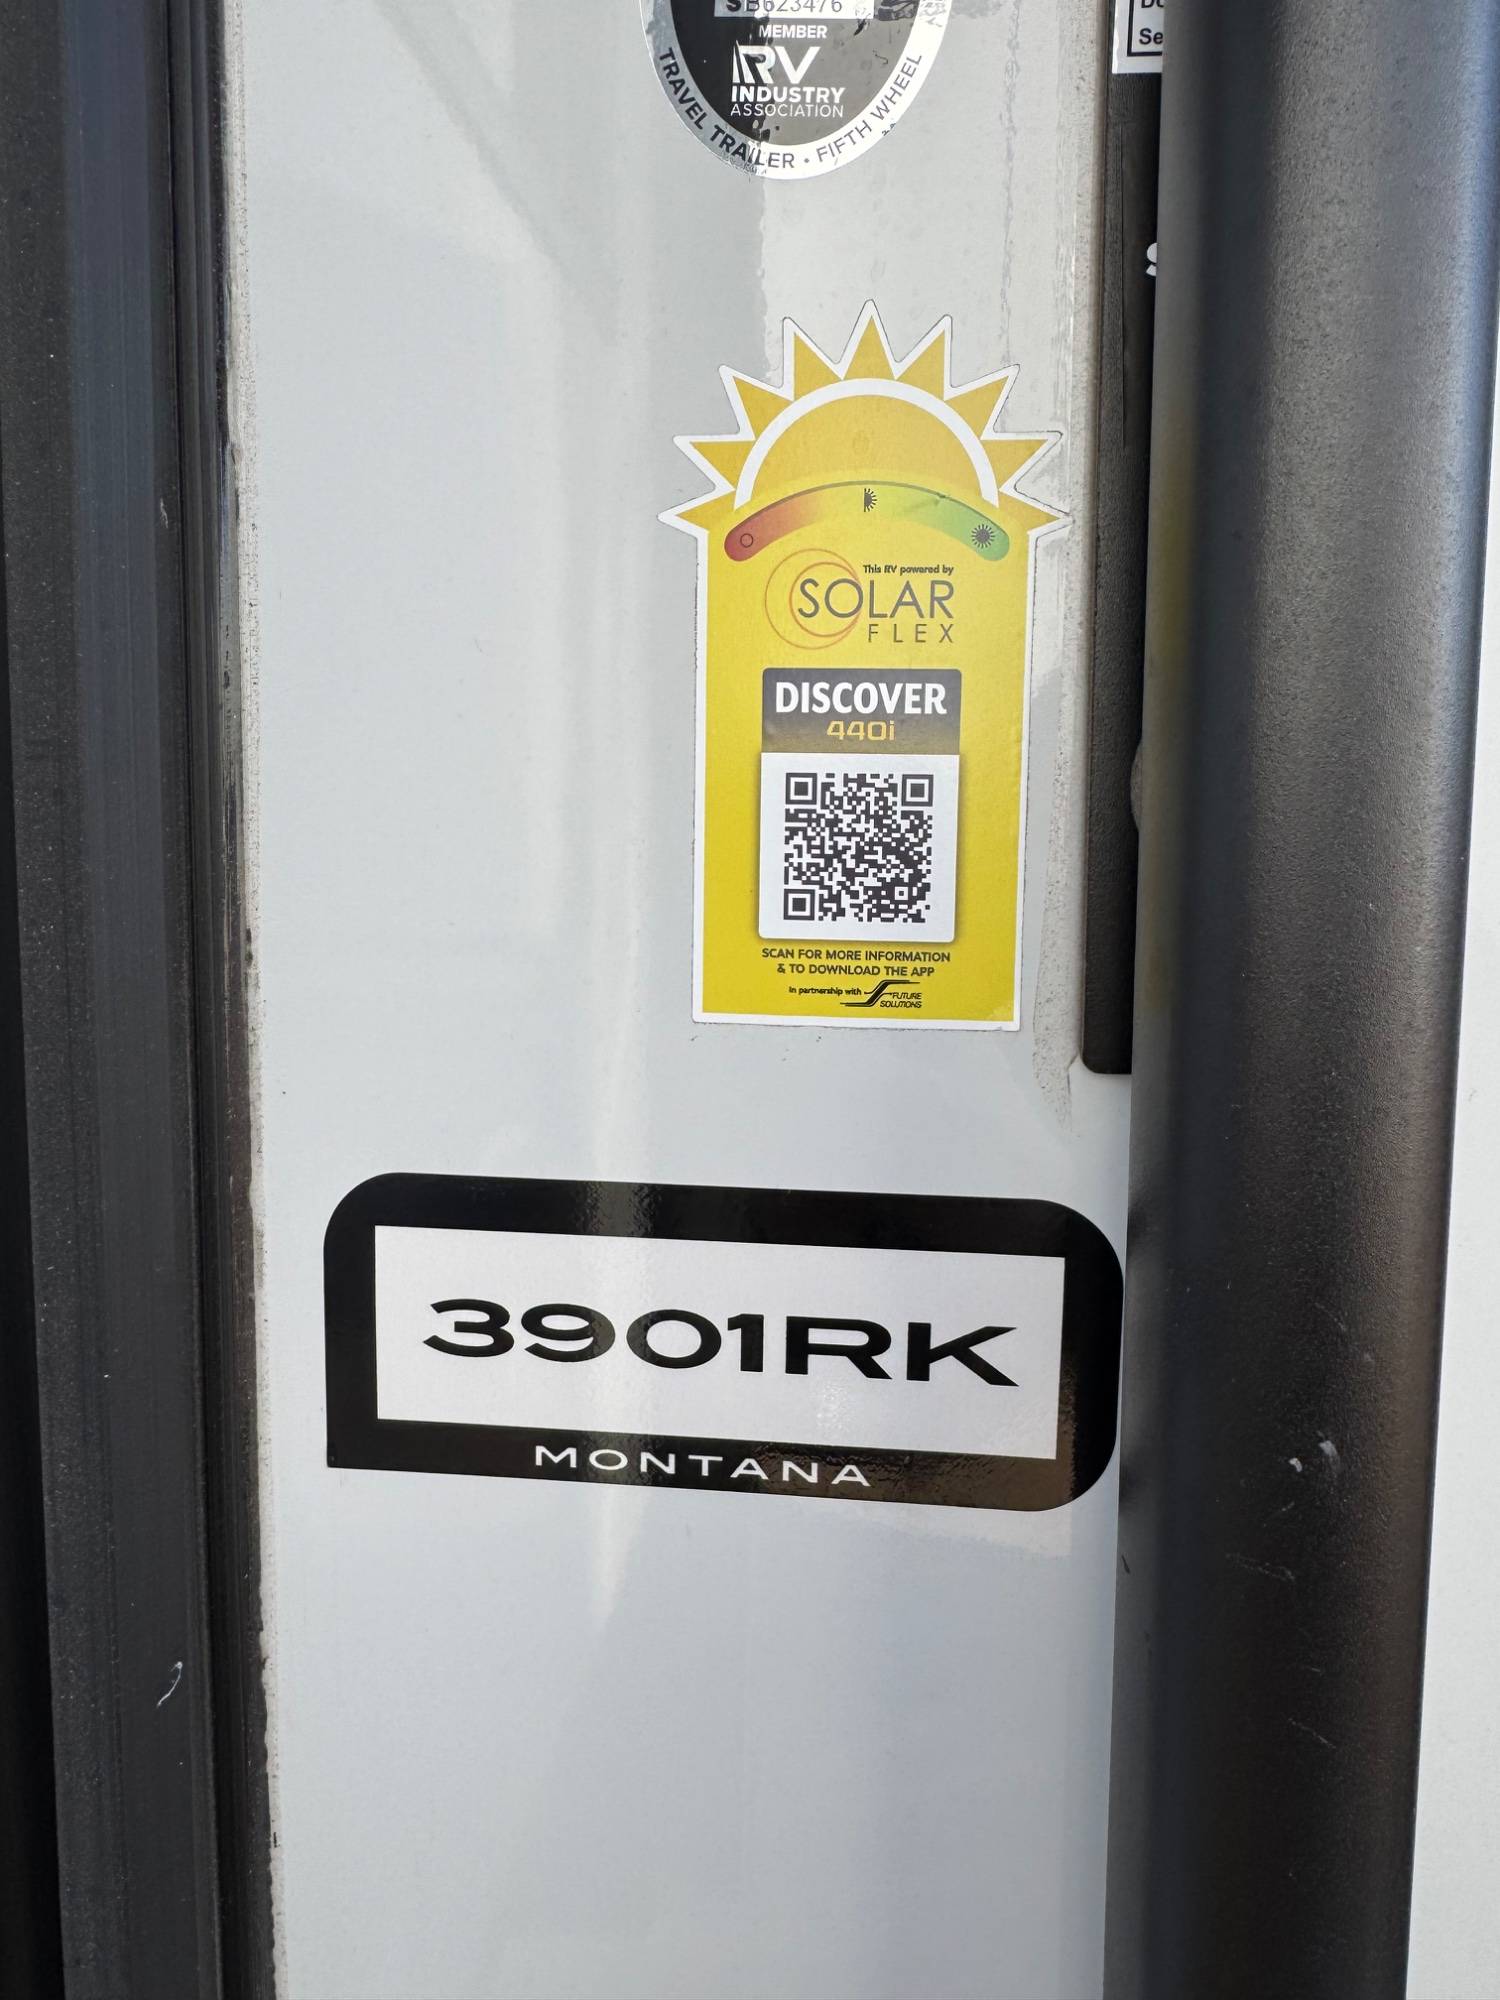 SB623476
MEMBER
RV
INDUSTRY
ASSOCIATION
TRAVEL TRAILER • FIFTH WHEEL
Se
This RV powered by
SOLAR
FLEX
DISCOVER
440i
SCAN FOR MORE INFORMATION
& TO DOWNLOAD THE APP
In partnership with FUTURE
SOLUTIONS
3901RK
MONTANA